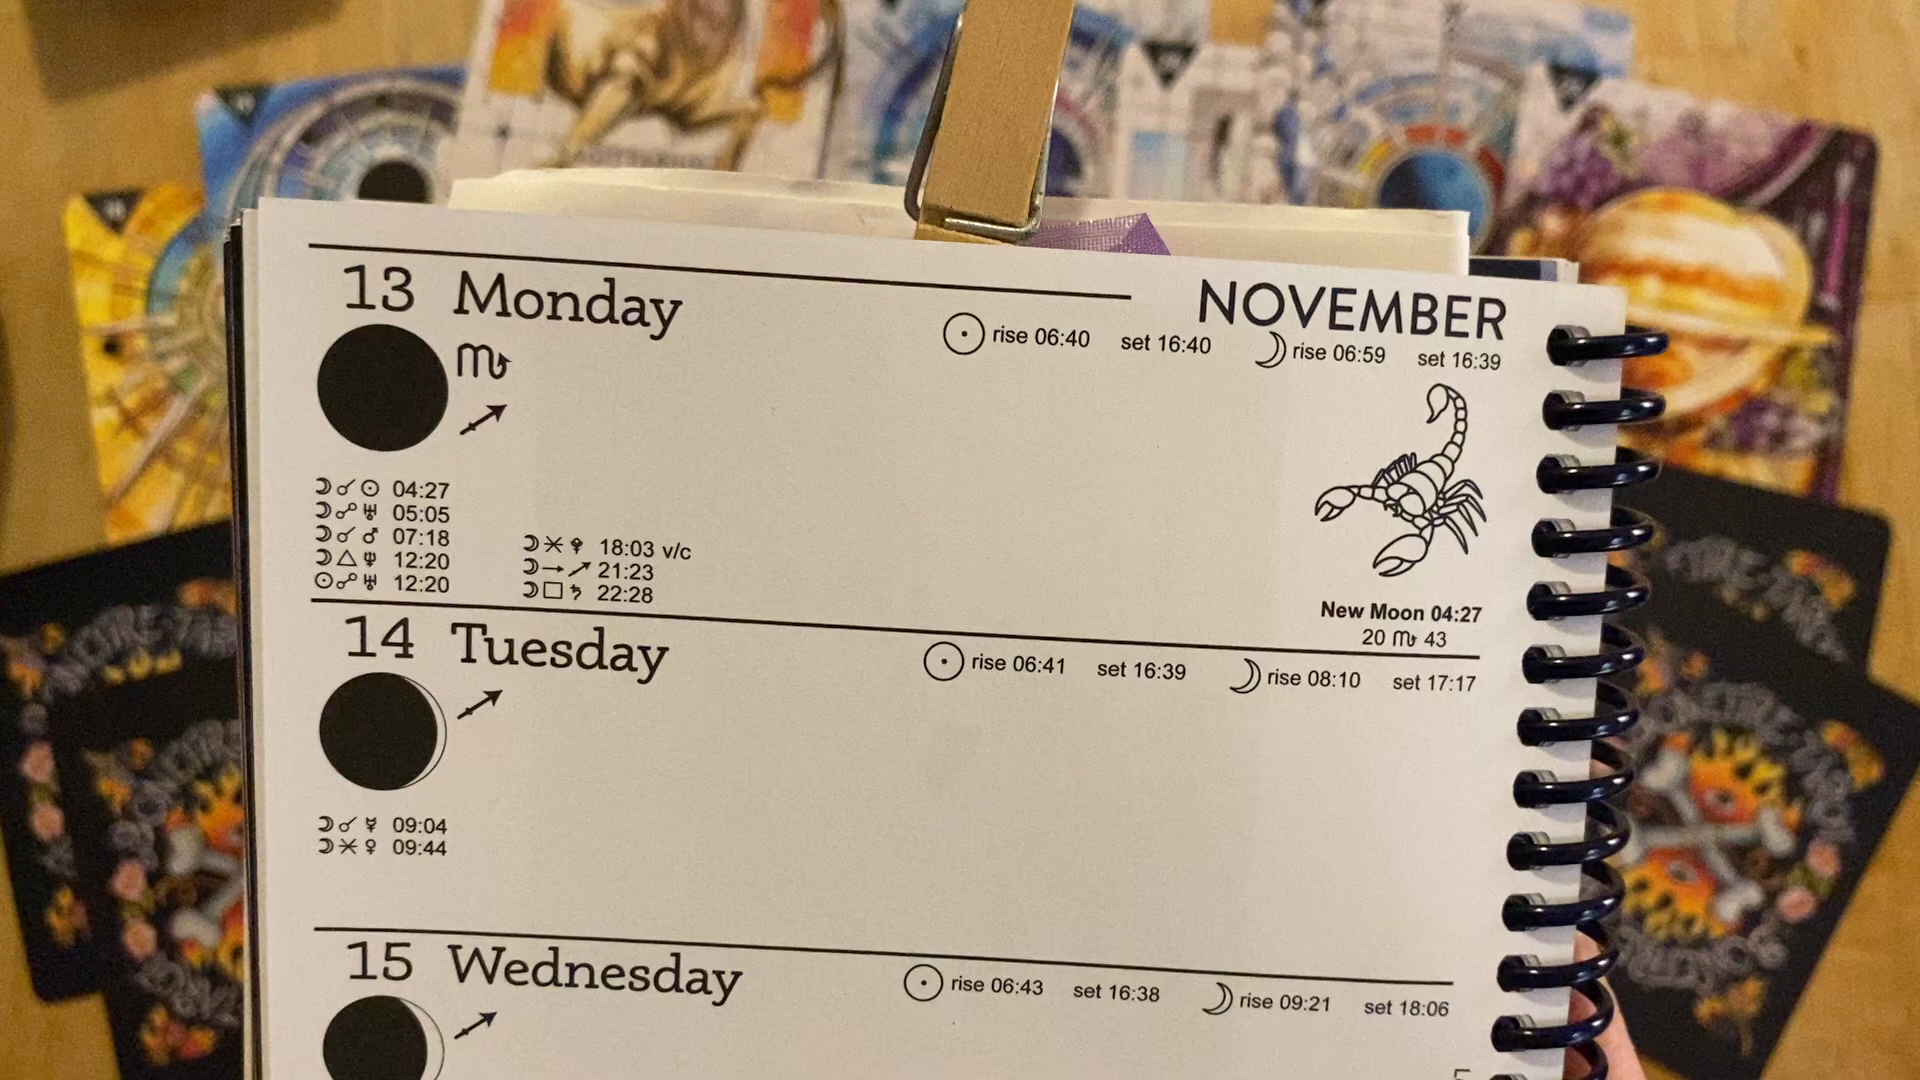 13 Monday
NOVEMBER
☉ rise 06:40 set 16:40 ☽ rise 06:59 set 16:39
♏
♐
☽☌☉ 04:27
☽☍♅ 05:05
☽☌♂ 07:18
☽△♆ 12:20
☉☍♅ 12:20
☽⚹⚴ 18:03 v/c
☽→♐ 21:23
☽□♄ 22:28
New Moon 04:27
20 ♏ 43
14 Tuesday
☉ rise 06:41 set 16:39 ☽ rise 08:10 set 17:17
♐
☽☌☿ 09:04
☽⚹♀ 09:44
15 Wednesday
☉ rise 06:43 set 16:38 ☽ rise 09:21 set 18:06
♐